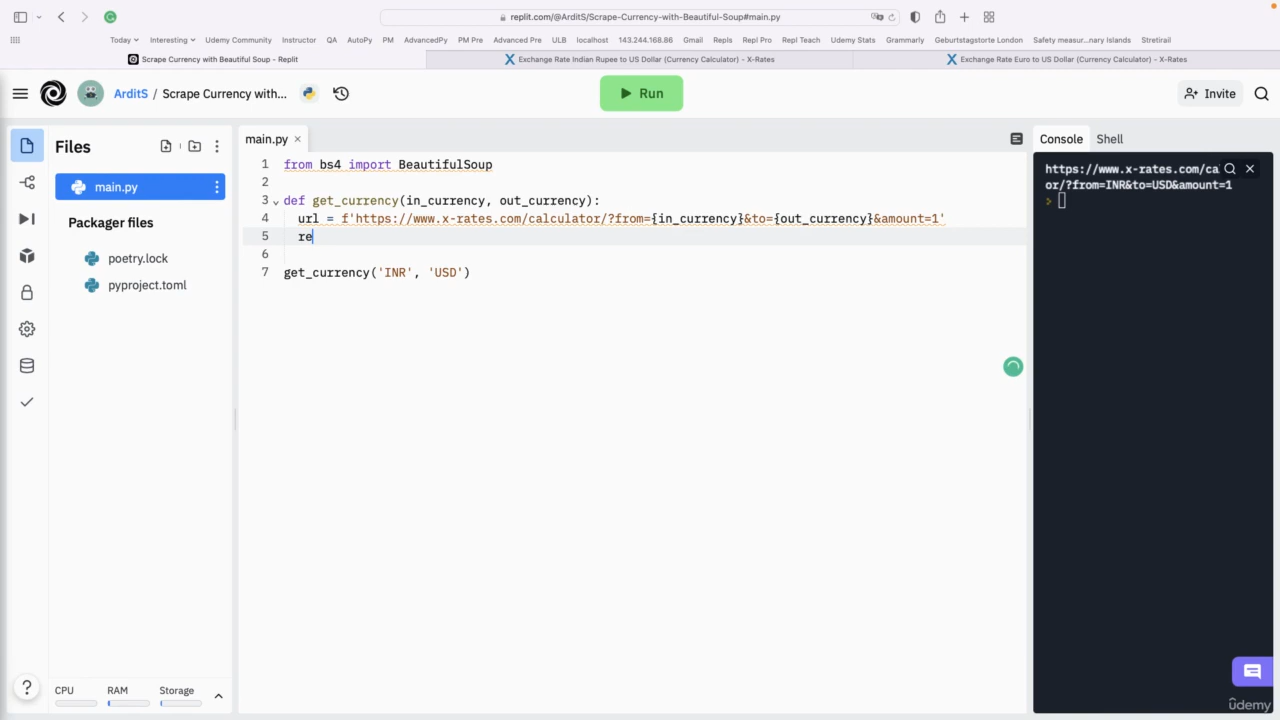 replit.com/@ArditS/Scrape-Currency-with-Beautiful-Soup#main.py
Today Interesting Udemy Community Instructor QA AutoPy PM AdvancedPy PM Pre Advanced Pre ULB localhost 143.244.168.86 Repls Repl Pro Repl Teach Udemy Stats Gmail Grammarly Geburtstagstorte London Safety measur...nary Islands Stretirail
Scrape Currency with Beautiful Soup - Replit
Exchange Rate Indian Rupee to US Dollar (Currency Calculator) - X-Rates
Exchange Rate Euro to US Dollar (Currency Calculator) - X-Rates
ArditS / Scrape Currency with...
Run
Invite
Files
main.py
Packager files
poetry.lock
pyproject.toml
CPU RAM Storage
main.py
1 from bs4 import BeautifulSoup
2
3 def get_currency(in_currency, out_currency):
4 url = f'https://www.x-rates.com/calculator/?from={in_currency}&to={out_currency}&amount=1'
5 re
6
7 get_currency('INR', 'USD')
Console Shell
https://www.x-rates.com/ca
or/?from=INR&to=USD&amount=1
>
?
udemy